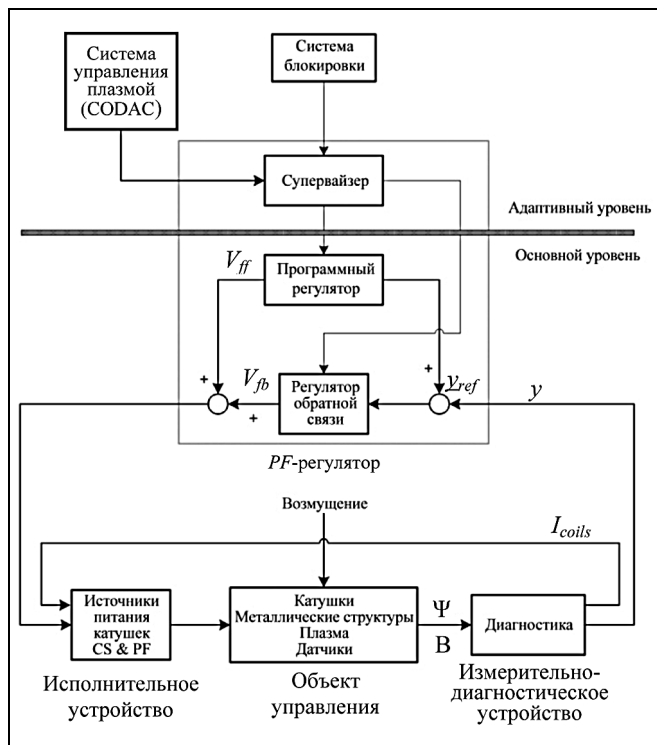 Система
управления
плазмой
(CODAC)
Система
блокировки
Супервайзер
Адаптивный уровень
Основной уровень
V_ff
Программный
регулятор
+
+
V_fb
y_ref
y
+
Регулятор
обратной
связи
PF-регулятор
Возмущение
I_coils
Источники
питания
катушек
CS & PF
Катушки
Металлические структуры
Плазма
Датчики
Ψ
B
Диагностика
Исполнительное
устройство
Объект
управления
Измерительно-
диагностическое
устройство